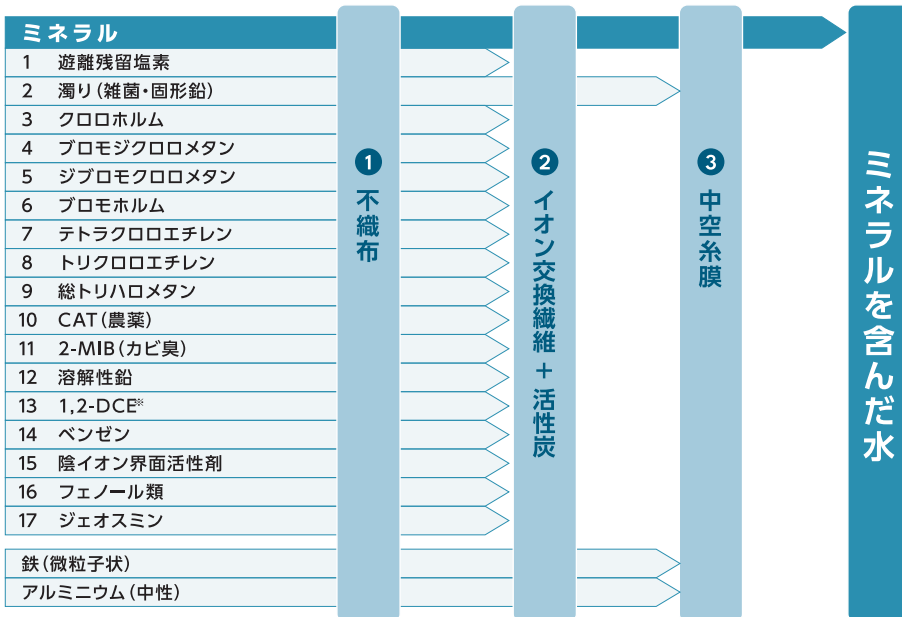 ミネラル
1 遊離残留塩素
2 濁り(雑菌・固形鉛)
3 クロロホルム
4 ブロモジクロロメタン
5 ジブロモクロロメタン
6 ブロモホルム
7 テトラクロロエチレン
8 トリクロロエチレン
9 総トリハロメタン
10 CAT(農薬)
11 2-MIB(カビ臭)
12 溶解性鉛
13 1,2-DCE※
14 ベンゼン
15 陰イオン界面活性剤
16 フェノール類
17 ジェオスミン
鉄(微粒子状)
アルミニウム(中性)
❶ 不織布
❷ イオン交換繊維+活性炭
❸ 中空糸膜
ミネラルを含んだ水